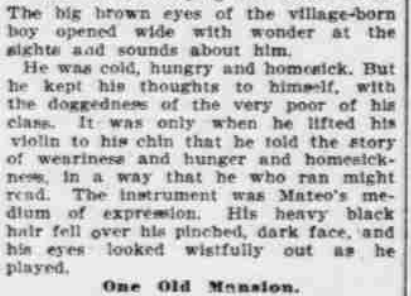 The big brown eyes of the village-born
boy opened wide with wonder at the
sights and sounds about him.
He was cold, hungry and homesick. But
he kept his thoughts to himself, with
the doggedness of the very poor of his
class. It was only when he lifted his
violin to his chin that he told the story
of weariness and hunger and homesick-
ness, in a way that he who ran might
read. The instrument was Mateo's me-
dium of expression. His heavy black
hair fell over his pinched, dark face, and
his eyes looked wistfully out as he
played.
One Old Mansion.